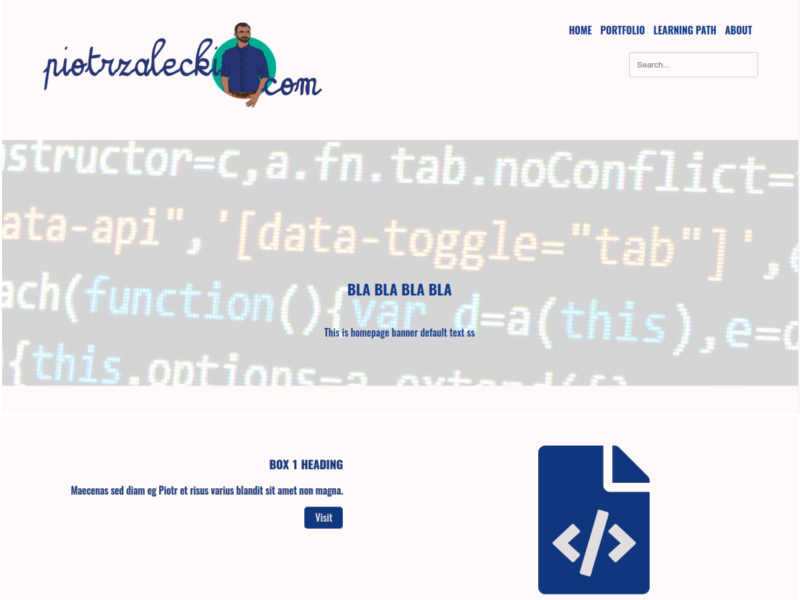 piotrzalecki
com
HOME PORTFOLIO LEARNING PATH ABOUT
Search...
structor=c,a.fn.tab.noConflict=
ata-api",'[data-toggle="tab"]',
ach(function(){var d=a(this),e=
){this.options=a.extend({}
BLA BLA BLA BLA
This is homepage banner default text ss
BOX 1 HEADING
Maecenas sed diam eg Piotr et risus varius blandit sit amet non magna.
Visit
</>